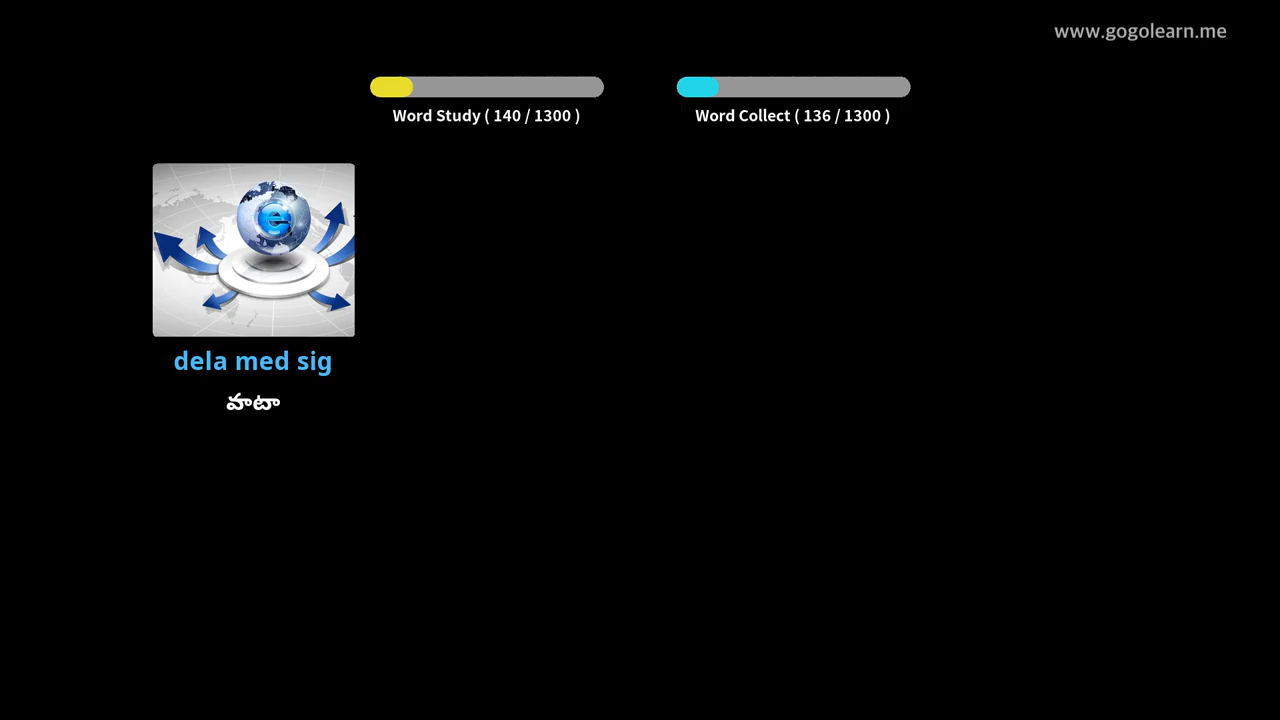 www.gogolearn.me
Word Study ( 140 / 1300 )
Word Collect ( 136 / 1300 )
e
dela med sig
వాటా